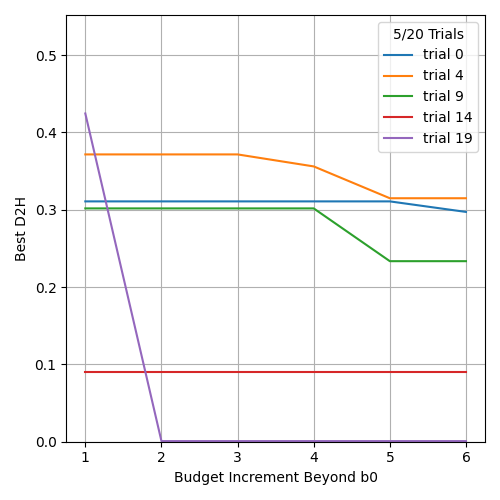 5/20 Trials
trial 0
trial 4
trial 9
trial 14
trial 19
Best D2H
0.5
0.4
0.3
0.2
0.1
0.0
1 2 3 4 5 6
Budget Increment Beyond b0